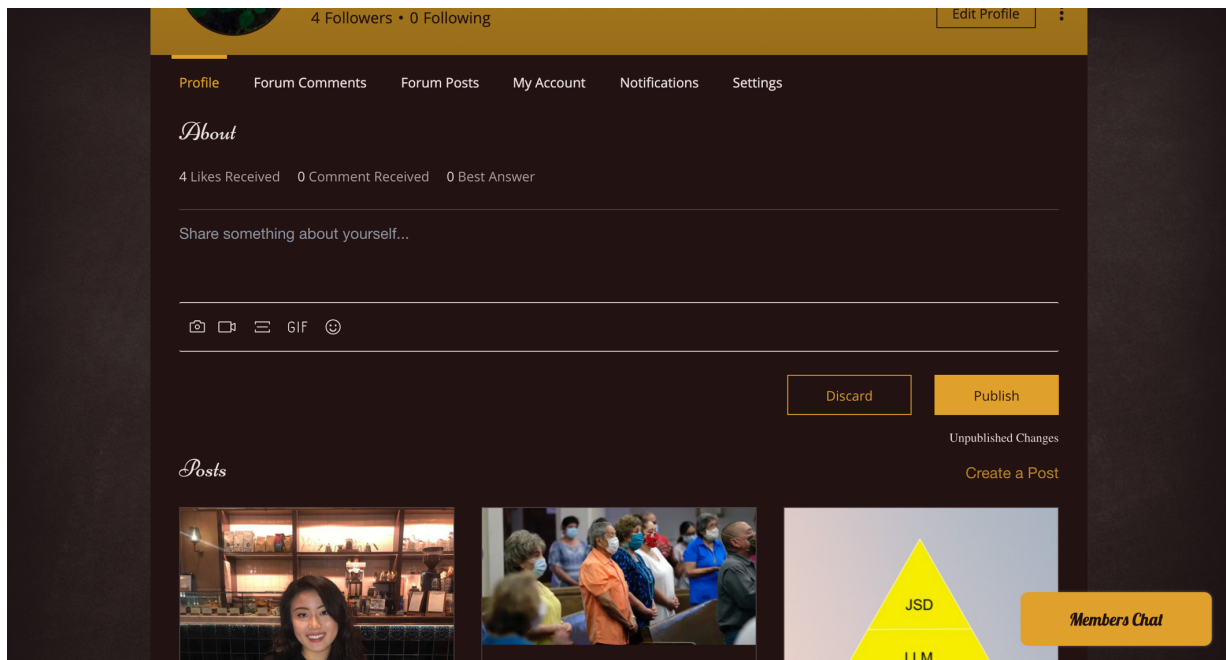 4 Followers • 0 Following
Edit Profile
Profile Forum Comments Forum Posts My Account Notifications Settings
About
4 Likes Received 0 Comment Received 0 Best Answer
Share something about yourself...
GIF
Discard Publish
Unpublished Changes
Posts Create a Post
JSD
LLM
Members Chat